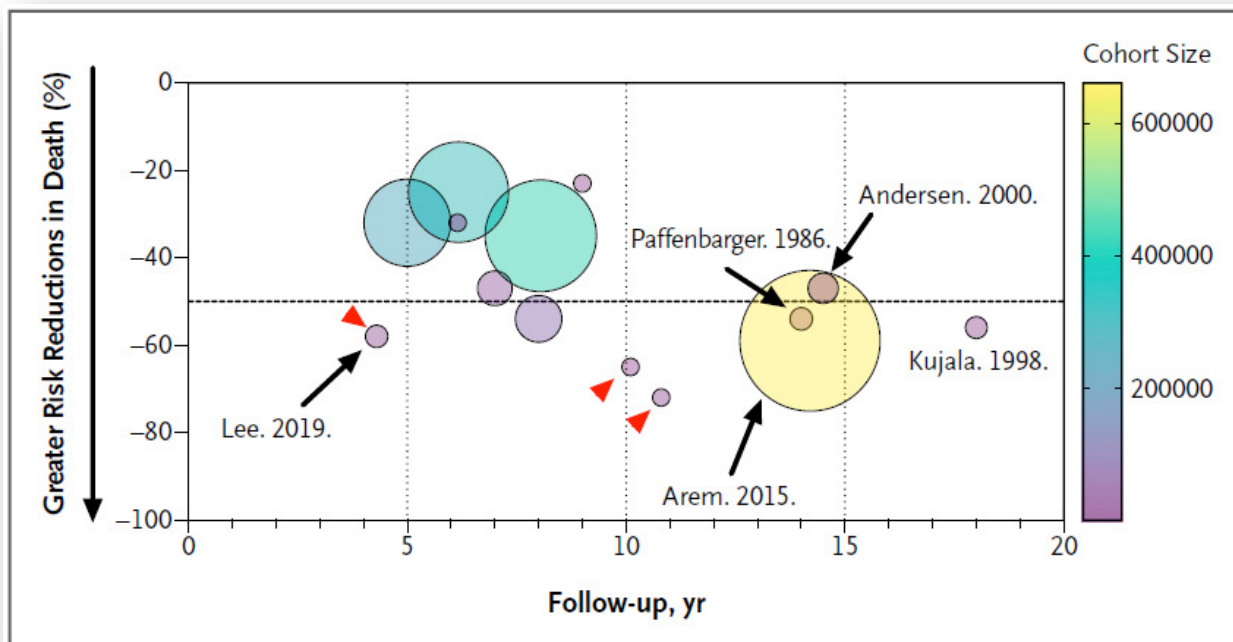 Cohort Size
Greater Risk Reductions in Death (%)
0
–20
–40
–60
–80
–100
600000
400000
200000
Andersen. 2000.
Paffenbarger. 1986.
Kujala. 1998.
Lee. 2019.
Arem. 2015.
0 5 10 15 20
Follow-up, yr